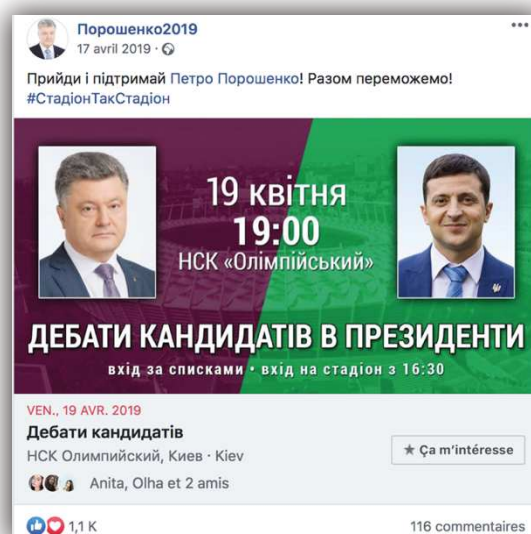 Порошенко2019
17 avril 2019 ·
Прийди і підтримай Петро Порошенко! Разом переможемо!
#СтадіонТакСтадіон
19 квітня
19:00
НСК «Олімпійський»
ДЕБАТИ КАНДИДАТІВ В ПРЕЗИДЕНТИ
вхід за списками • вхід на стадіон з 16:30
VEN., 19 AVR. 2019
Дебати кандидатів
НСК Олимпийский, Киев · Kiev
★ Ça m'intéresse
Anita, Olha et 2 amis
1,1 K
116 commentaires